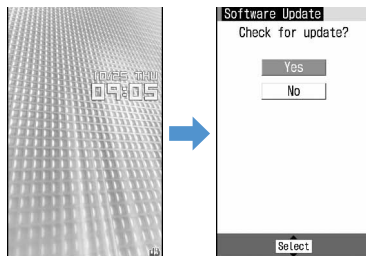 10/25 THU
09:05
Software Update
Check for update?
Yes
No
Select